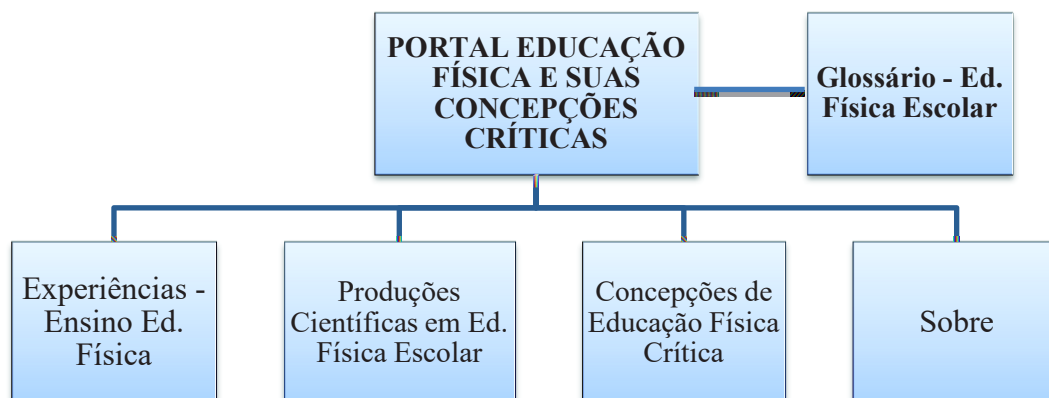 PORTAL EDUCAÇÃO
FÍSICA E SUAS
CONCEPÇÕES
CRÍTICAS
Glossário - Ed.
Física Escolar
Experiências -
Ensino Ed.
Física
Produções
Científicas em Ed.
Física Escolar
Concepções de
Educação Física
Crítica
Sobre